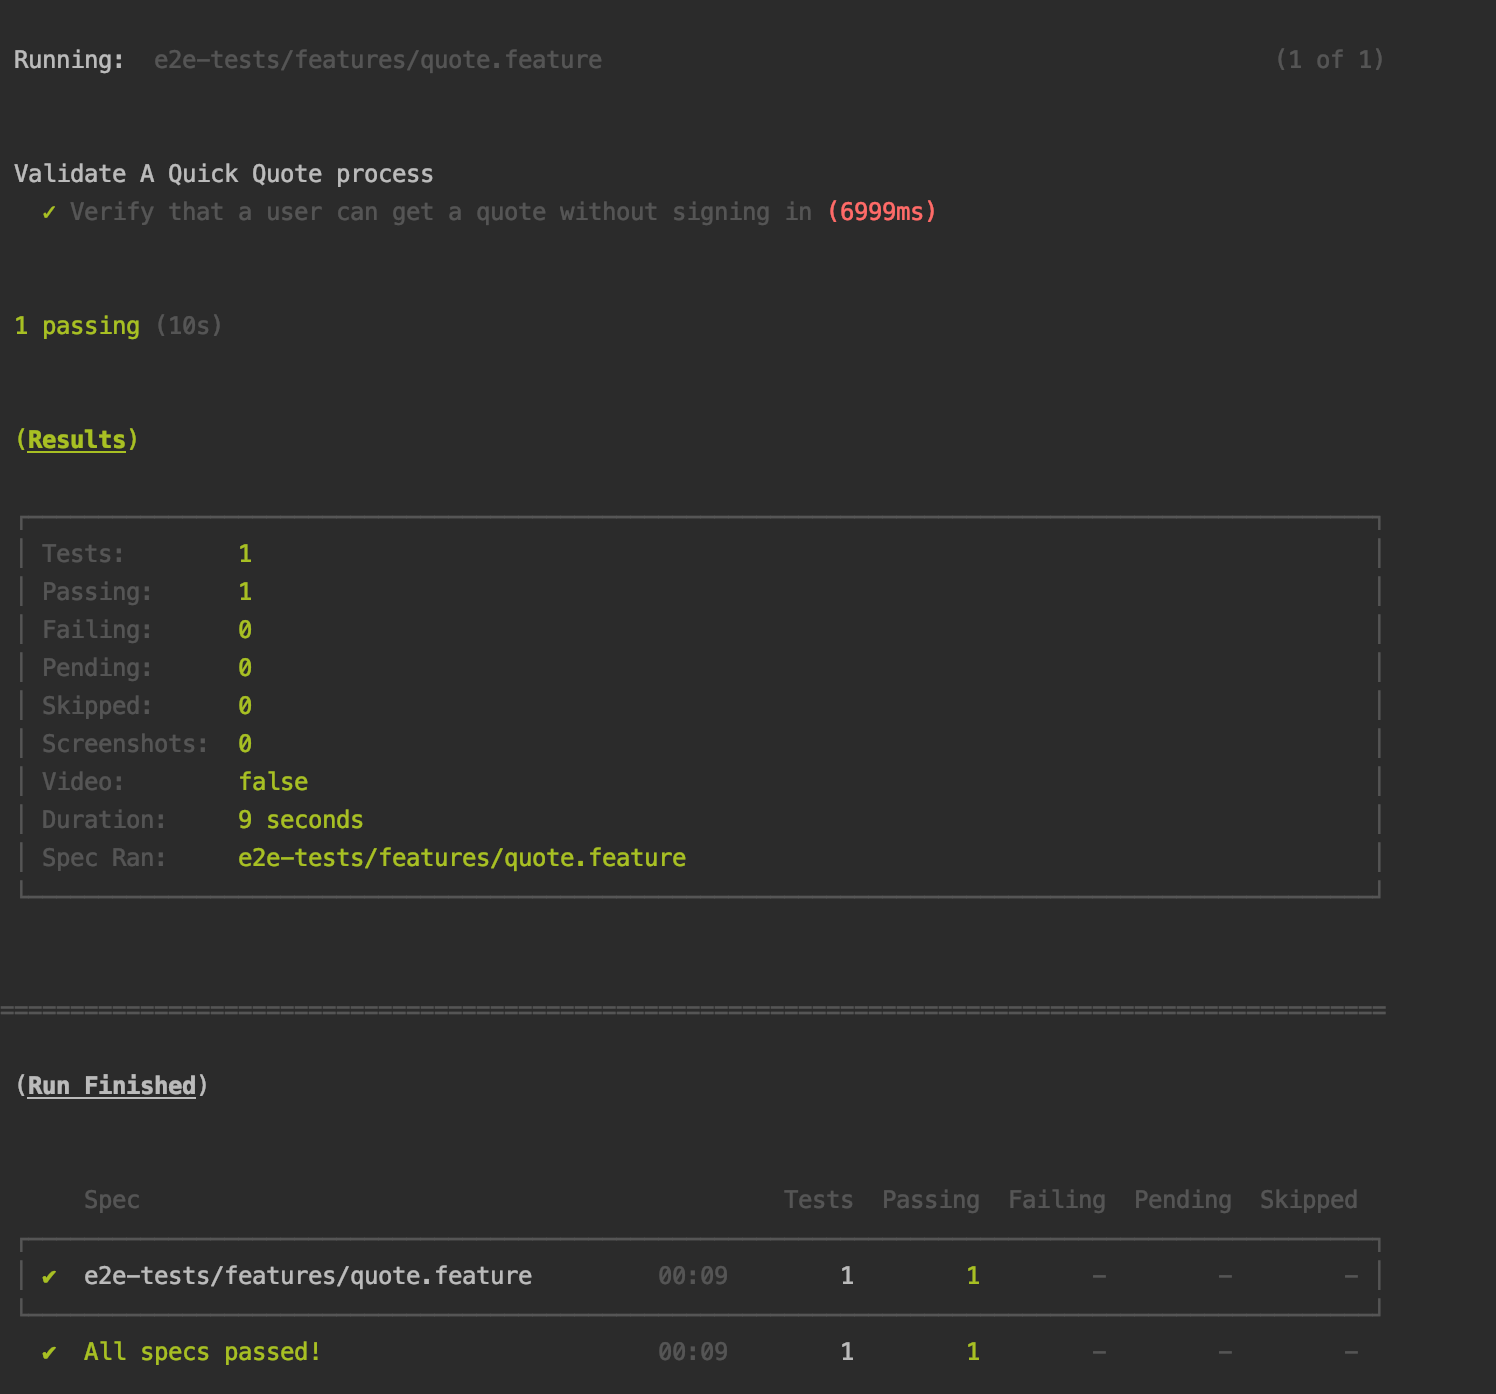 Running:  e2e-tests/features/quote.feature (1 of 1)
Validate A Quick Quote process
✓ Verify that a user can get a quote without signing in (6999ms)
1 passing (10s)
(Results)
Tests: 1
Passing: 1
Failing: 0
Pending: 0
Skipped: 0
Screenshots: 0
Video: false
Duration: 9 seconds
Spec Ran: e2e-tests/features/quote.feature
(Run Finished)
Spec Tests Passing Failing Pending Skipped
✔ e2e-tests/features/quote.feature 00:09 1 1 - - -
✔ All specs passed! 00:09 1 1 - - -